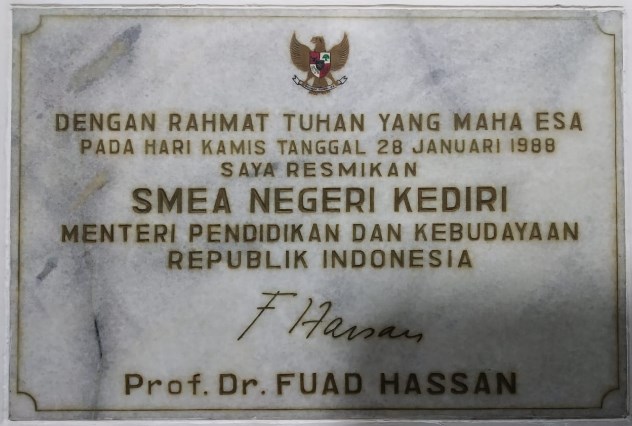 DENGAN RAHMAT TUHAN YANG MAHA ESA
PADA HARI KAMIS TANGGAL 28 JANUARI 1988
SAYA RESMIKAN
SMEA NEGERI KEDIRI
MENTERI PENDIDIKAN DAN KEBUDAYAAN
REPUBLIK INDONESIA
F Hassan
Prof. Dr. FUAD HASSAN